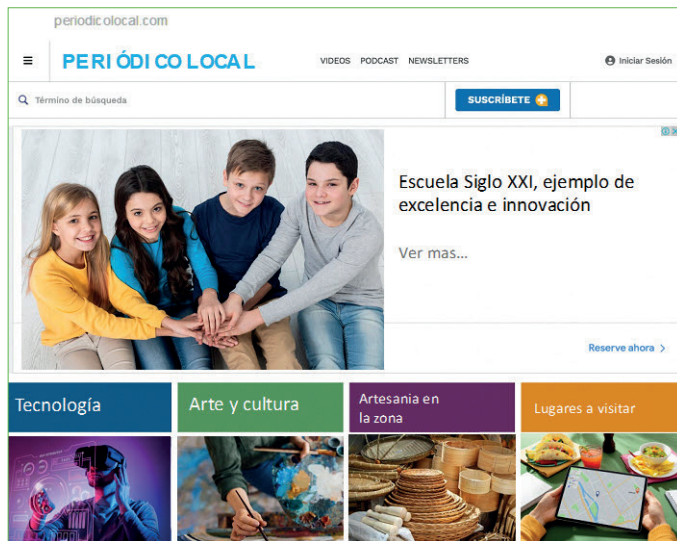 periodicolocal.com
PERIÓDICO LOCAL
VIDEOS PODCAST NEWSLETTERS
Iniciar Sesión
Término de búsqueda
SUSCRÍBETE
Escuela Siglo XXI, ejemplo de
excelencia e innovación
Ver mas...
Reserve ahora >
Tecnología
Arte y cultura
Artesania en
la zona
Lugares a visitar